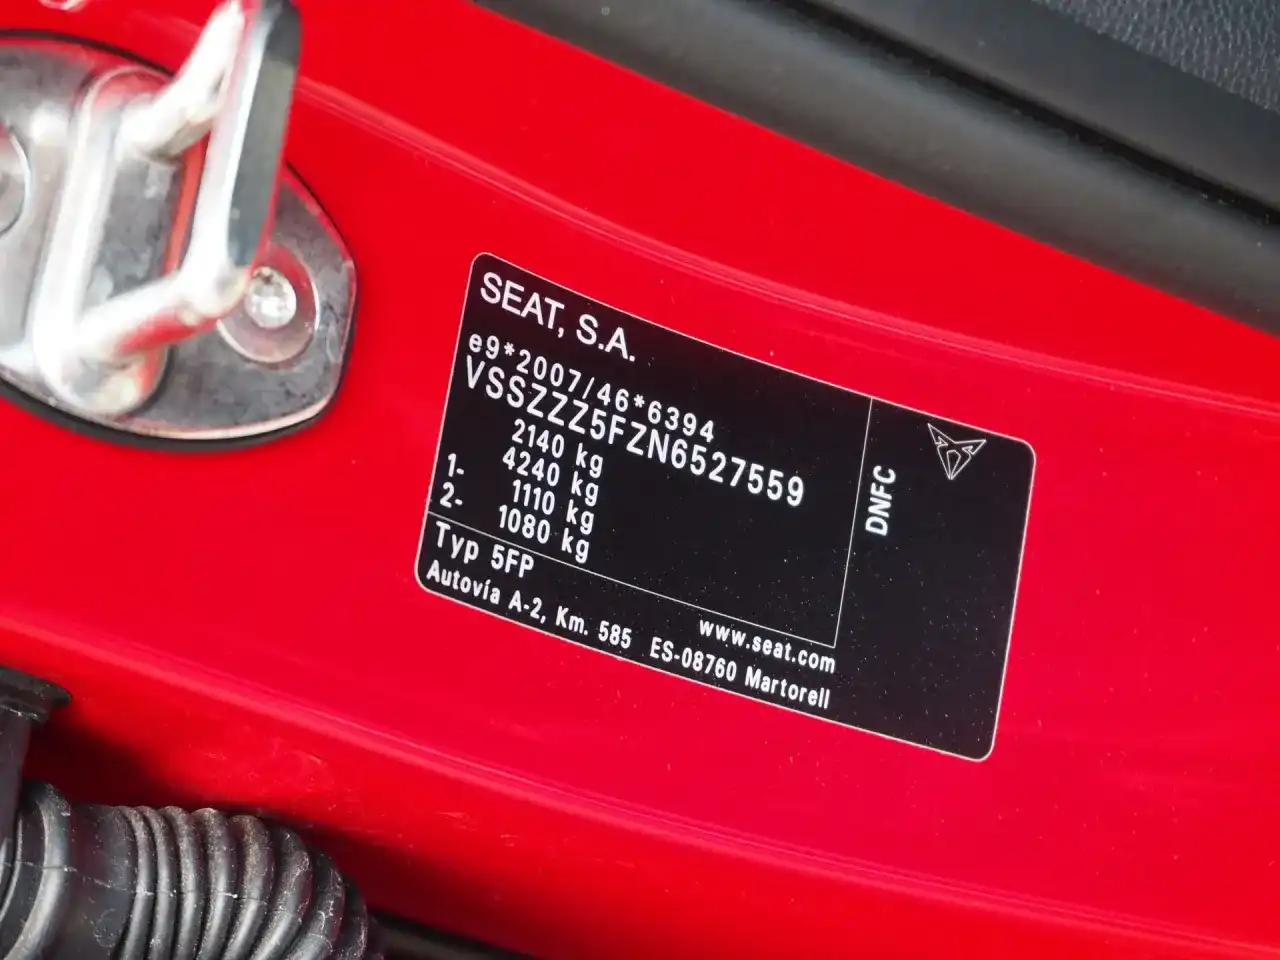 SEAT, S.A.
e9*2007/46*6394
VSSZZZ5FZN6527559
2140 kg
4240 kg
1- 1110 kg
2- 1080 kg
Typ 5FP
www.seat.com
Autovía A-2, Km. 585 ES-08760 Martorell
DNFC